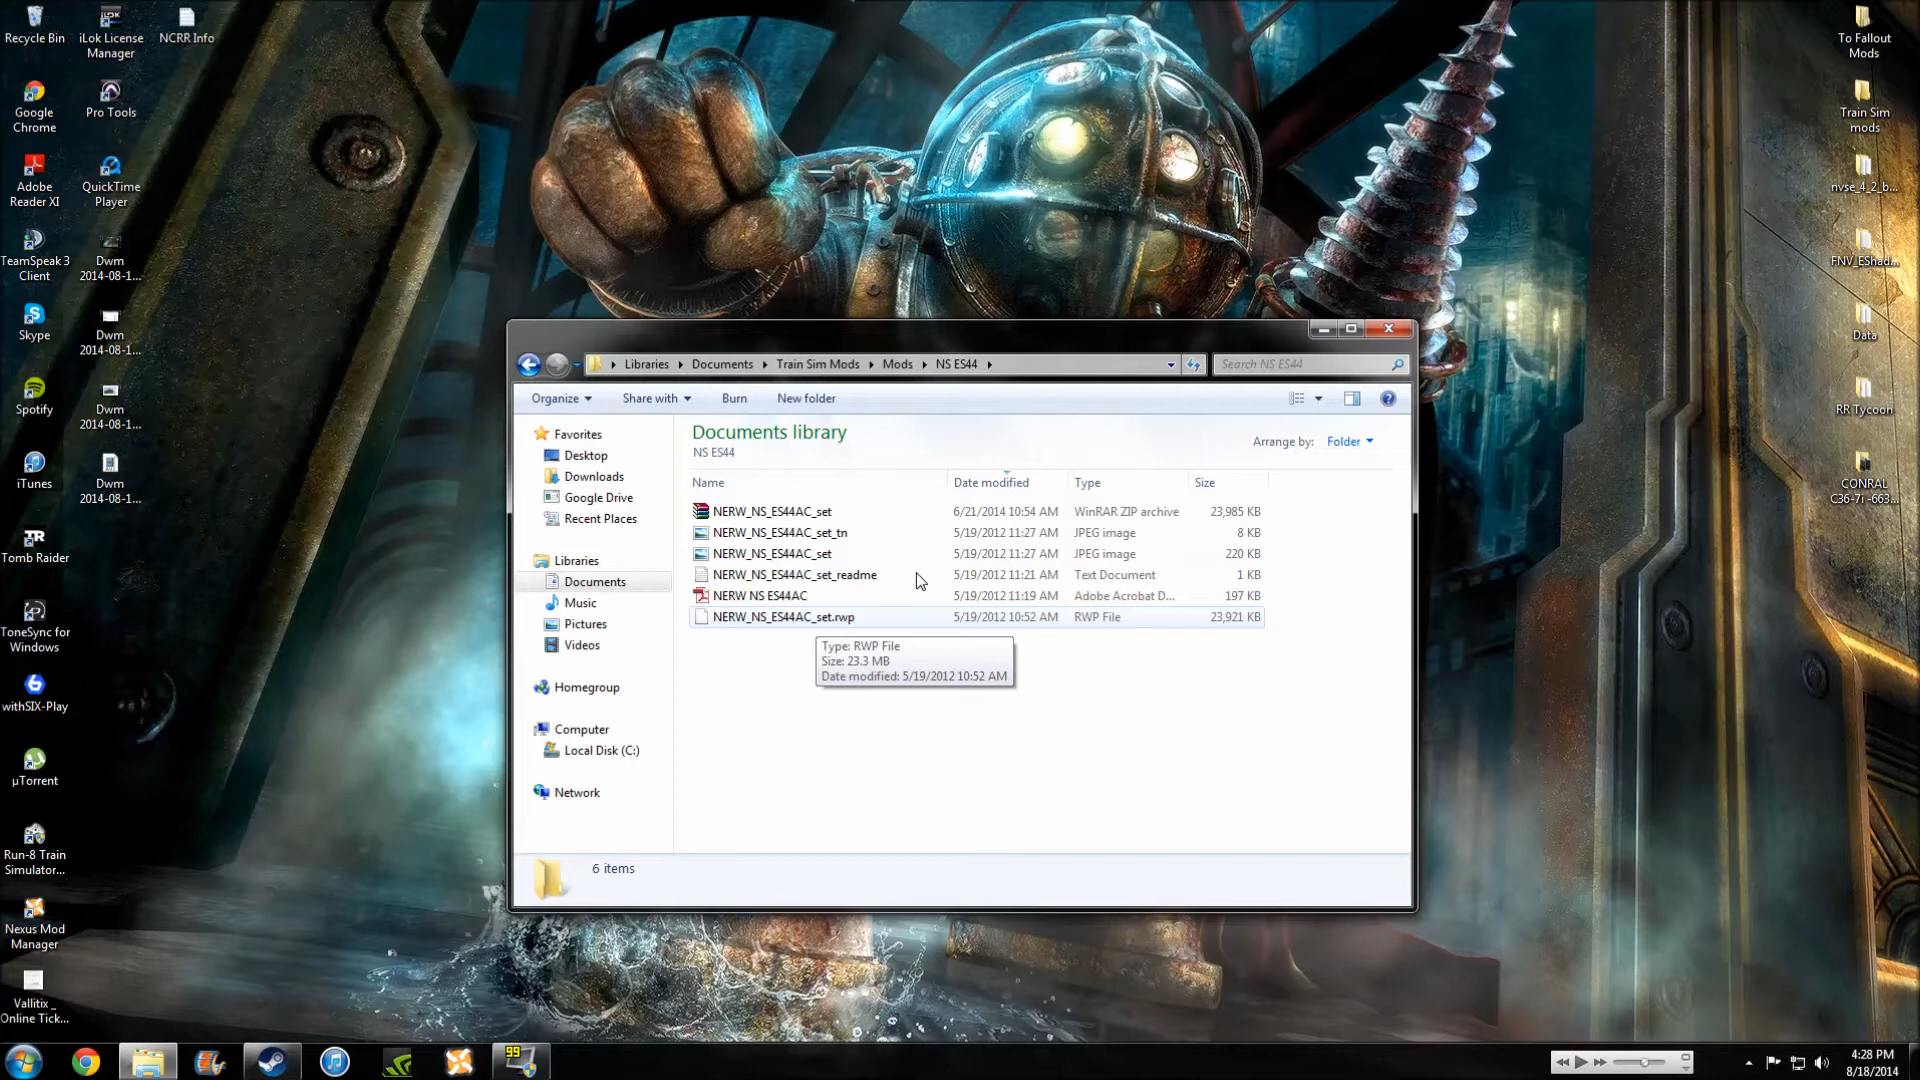 Recycle Bin
iLok License
Manager
NCRR Info
Google
Chrome
Pro Tools
Adobe
Reader XI
QuickTime
Player
TeamSpeak 3
Client
Dwm
2014-08-1...
Skype
Dwm
2014-08-1...
Spotify
Dwm
2014-08-1...
iTunes
Dwm
2014-08-1...
Tomb Raider
ToneSync for
Windows
withSIX-Play
µTorrent
Run-8 Train
Simulator...
Nexus Mod
Manager
Vallitix_
Online Tick...
To Fallout
Mods
Train Sim
mods
nvse_4_2_b...
FNV_EShad...
Data
RR Tycoon
CONRAL
C36-7i -663...
Libraries
Documents
Train Sim Mods
Mods
NS ES44
Search NS ES44
Organize
Share with
Burn
New folder
Favorites
Desktop
Downloads
Google Drive
Recent Places
Libraries
Documents
Music
Pictures
Videos
Homegroup
Computer
Local Disk (C:)
Network
Documents library
NS ES44
Arrange by: Folder
Name Date modified Type Size
NERW_NS_ES44AC_set 6/21/2014 10:54 AM WinRAR ZIP archive 23,985 KB
NERW_NS_ES44AC_set_tn 5/19/2012 11:27 AM JPEG image 8 KB
NERW_NS_ES44AC_set 5/19/2012 11:27 AM JPEG image 220 KB
NERW_NS_ES44AC_set_readme 5/19/2012 11:21 AM Text Document 1 KB
NERW NS ES44AC 5/19/2012 11:19 AM Adobe Acrobat D... 197 KB
NERW_NS_ES44AC_set.rwp 5/19/2012 10:52 AM RWP File 23,921 KB
Type: RWP File
Size: 23.3 MB
Date modified: 5/19/2012 10:52 AM
6 items
99
4:28 PM
8/18/2014